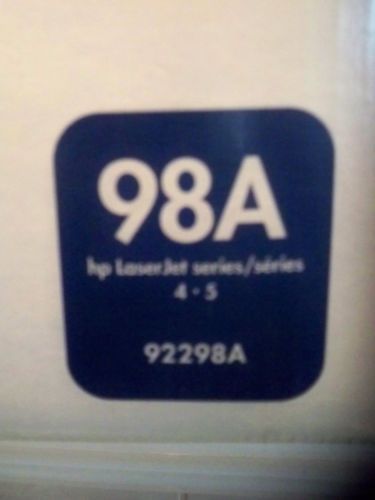 98A
hp LaserJet series/séries
4 • 5
92298A